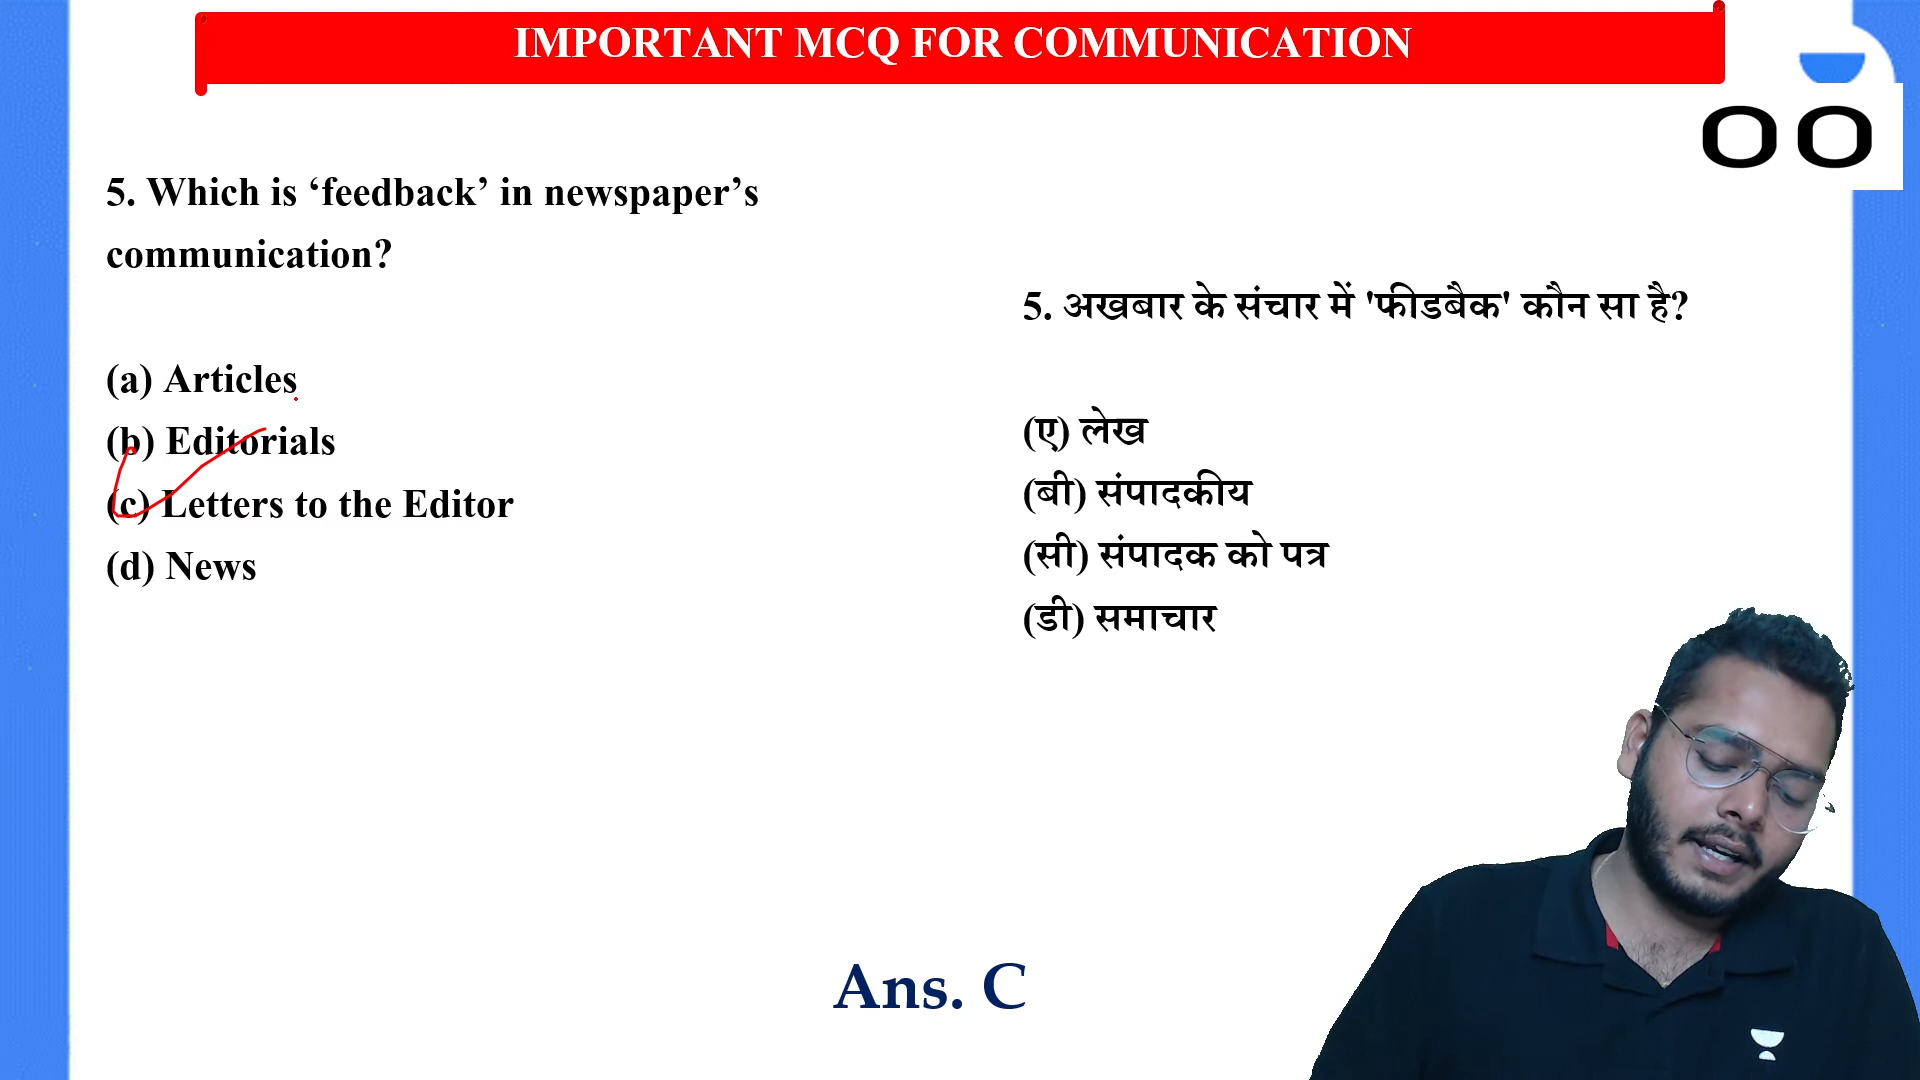 IMPORTANT MCQ FOR COMMUNICATION
5. Which is ‘feedback’ in newspaper’s
communication?
(a) Articles
(b) Editorials
(c) Letters to the Editor
(d) News
5. अखबार के संचार में 'फीडबैक' कौन सा है?
(ए) लेख
(बी) संपादकीय
(सी) संपादक को पत्र
(डी) समाचार
Ans. C